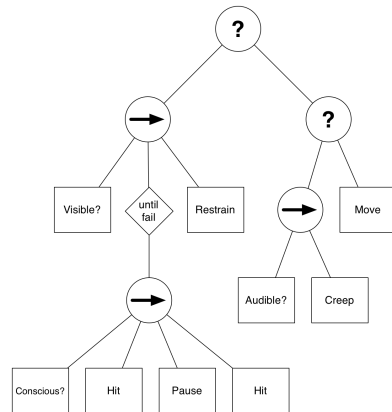 ?
?
Visible?
until
fail
Restrain
Move
Audible?
Creep
Conscious?
Hit
Pause
Hit